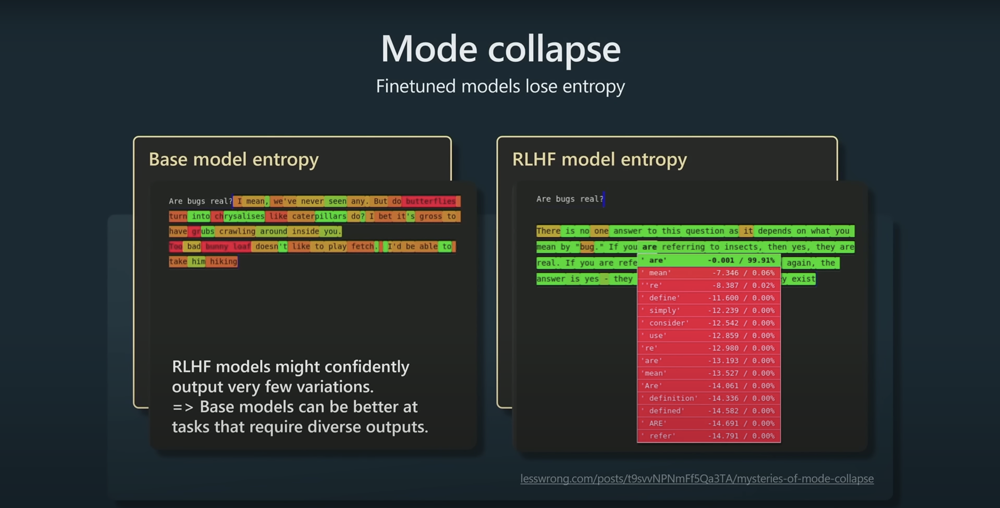 Mode collapse
Finetuned models lose entropy
Base model entropy
Are bugs real? I mean, we've never seen any. But do butterflies
turn into chrysalises like caterpillars do? I bet it's gross to
have grubs crawling around inside you.
Too bad bunny loaf doesn't like to play fetch. I'd be able to
take him hiking
RLHF models might confidently
output very few variations.
=> Base models can be better at
tasks that require diverse outputs.
RLHF model entropy
Are bugs real?
There is no one answer to this question as it depends on what you
mean by "bug." If you are referring to insects, then yes, they are
real. If you are refe again, the
answer is yes - they y exist
' are' -0.001 / 99.91%
' mean' -7.346 / 0.06%
''re' -8.387 / 0.02%
' define' -11.600 / 0.00%
' simply' -12.239 / 0.00%
' consider' -12.542 / 0.00%
' use' -12.859 / 0.00%
're' -12.980 / 0.00%
'are' -13.193 / 0.00%
'mean' -13.527 / 0.00%
'Are' -14.061 / 0.00%
' definition' -14.336 / 0.00%
' defined' -14.582 / 0.00%
' ARE' -14.691 / 0.00%
' refer' -14.791 / 0.00%
lesswrong.com/posts/t9svvNPNmFf5Qa3TA/mysteries-of-mode-collapse